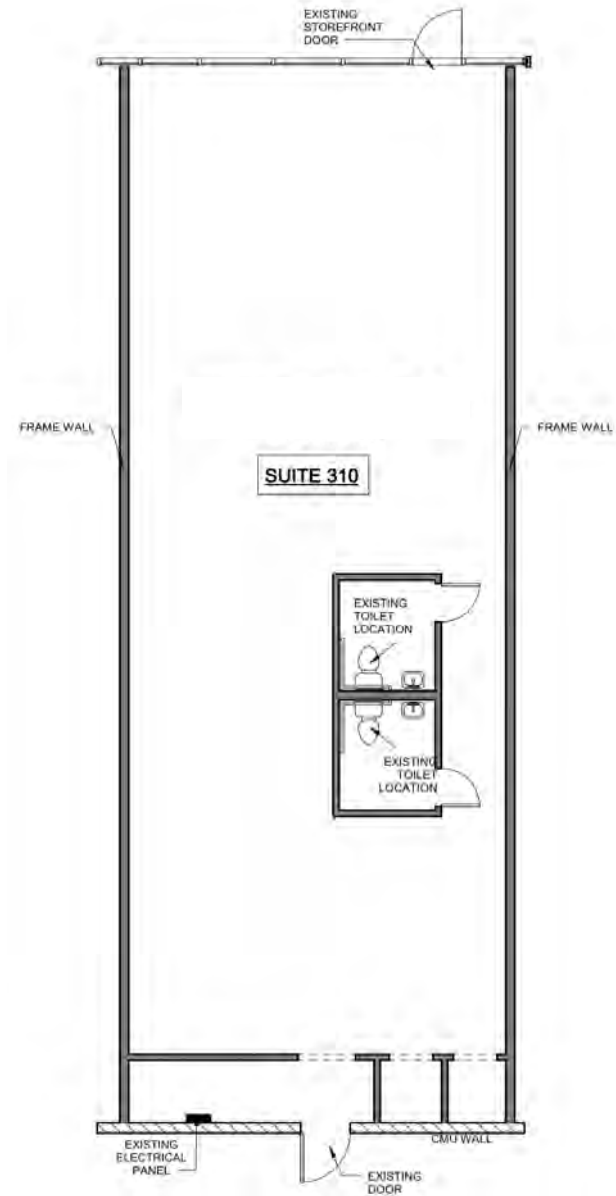 EXISTING
STOREFRONT
DOOR
FRAME WALL
FRAME WALL
SUITE 310
EXISTING
TOILET
LOCATION
EXISTING
TOILET
LOCATION
CMU WALL
EXISTING
ELECTRICAL
PANEL
EXISTING
DOOR